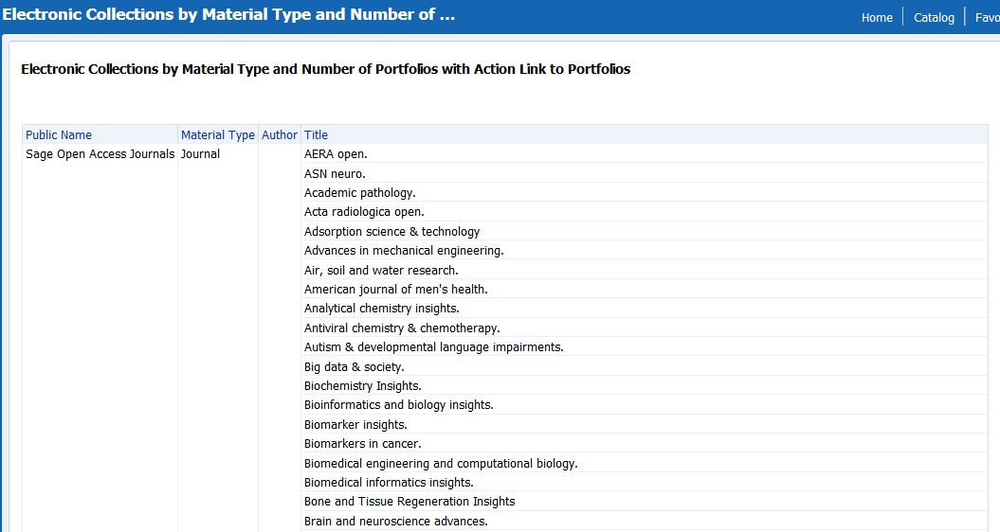 Electronic Collections by Material Type and Number of ...
Home Catalog Favo
Electronic Collections by Material Type and Number of Portfolios with Action Link to Portfolios
Public Name Material Type Author Title
Sage Open Access Journals Journal AERA open.
ASN neuro.
Academic pathology.
Acta radiologica open.
Adsorption science & technology
Advances in mechanical engineering.
Air, soil and water research.
American journal of men's health.
Analytical chemistry insights.
Antiviral chemistry & chemotherapy.
Autism & developmental language impairments.
Big data & society.
Biochemistry Insights.
Bioinformatics and biology insights.
Biomarker insights.
Biomarkers in cancer.
Biomedical engineering and computational biology.
Biomedical informatics insights.
Bone and Tissue Regeneration Insights
Brain and neuroscience advances.